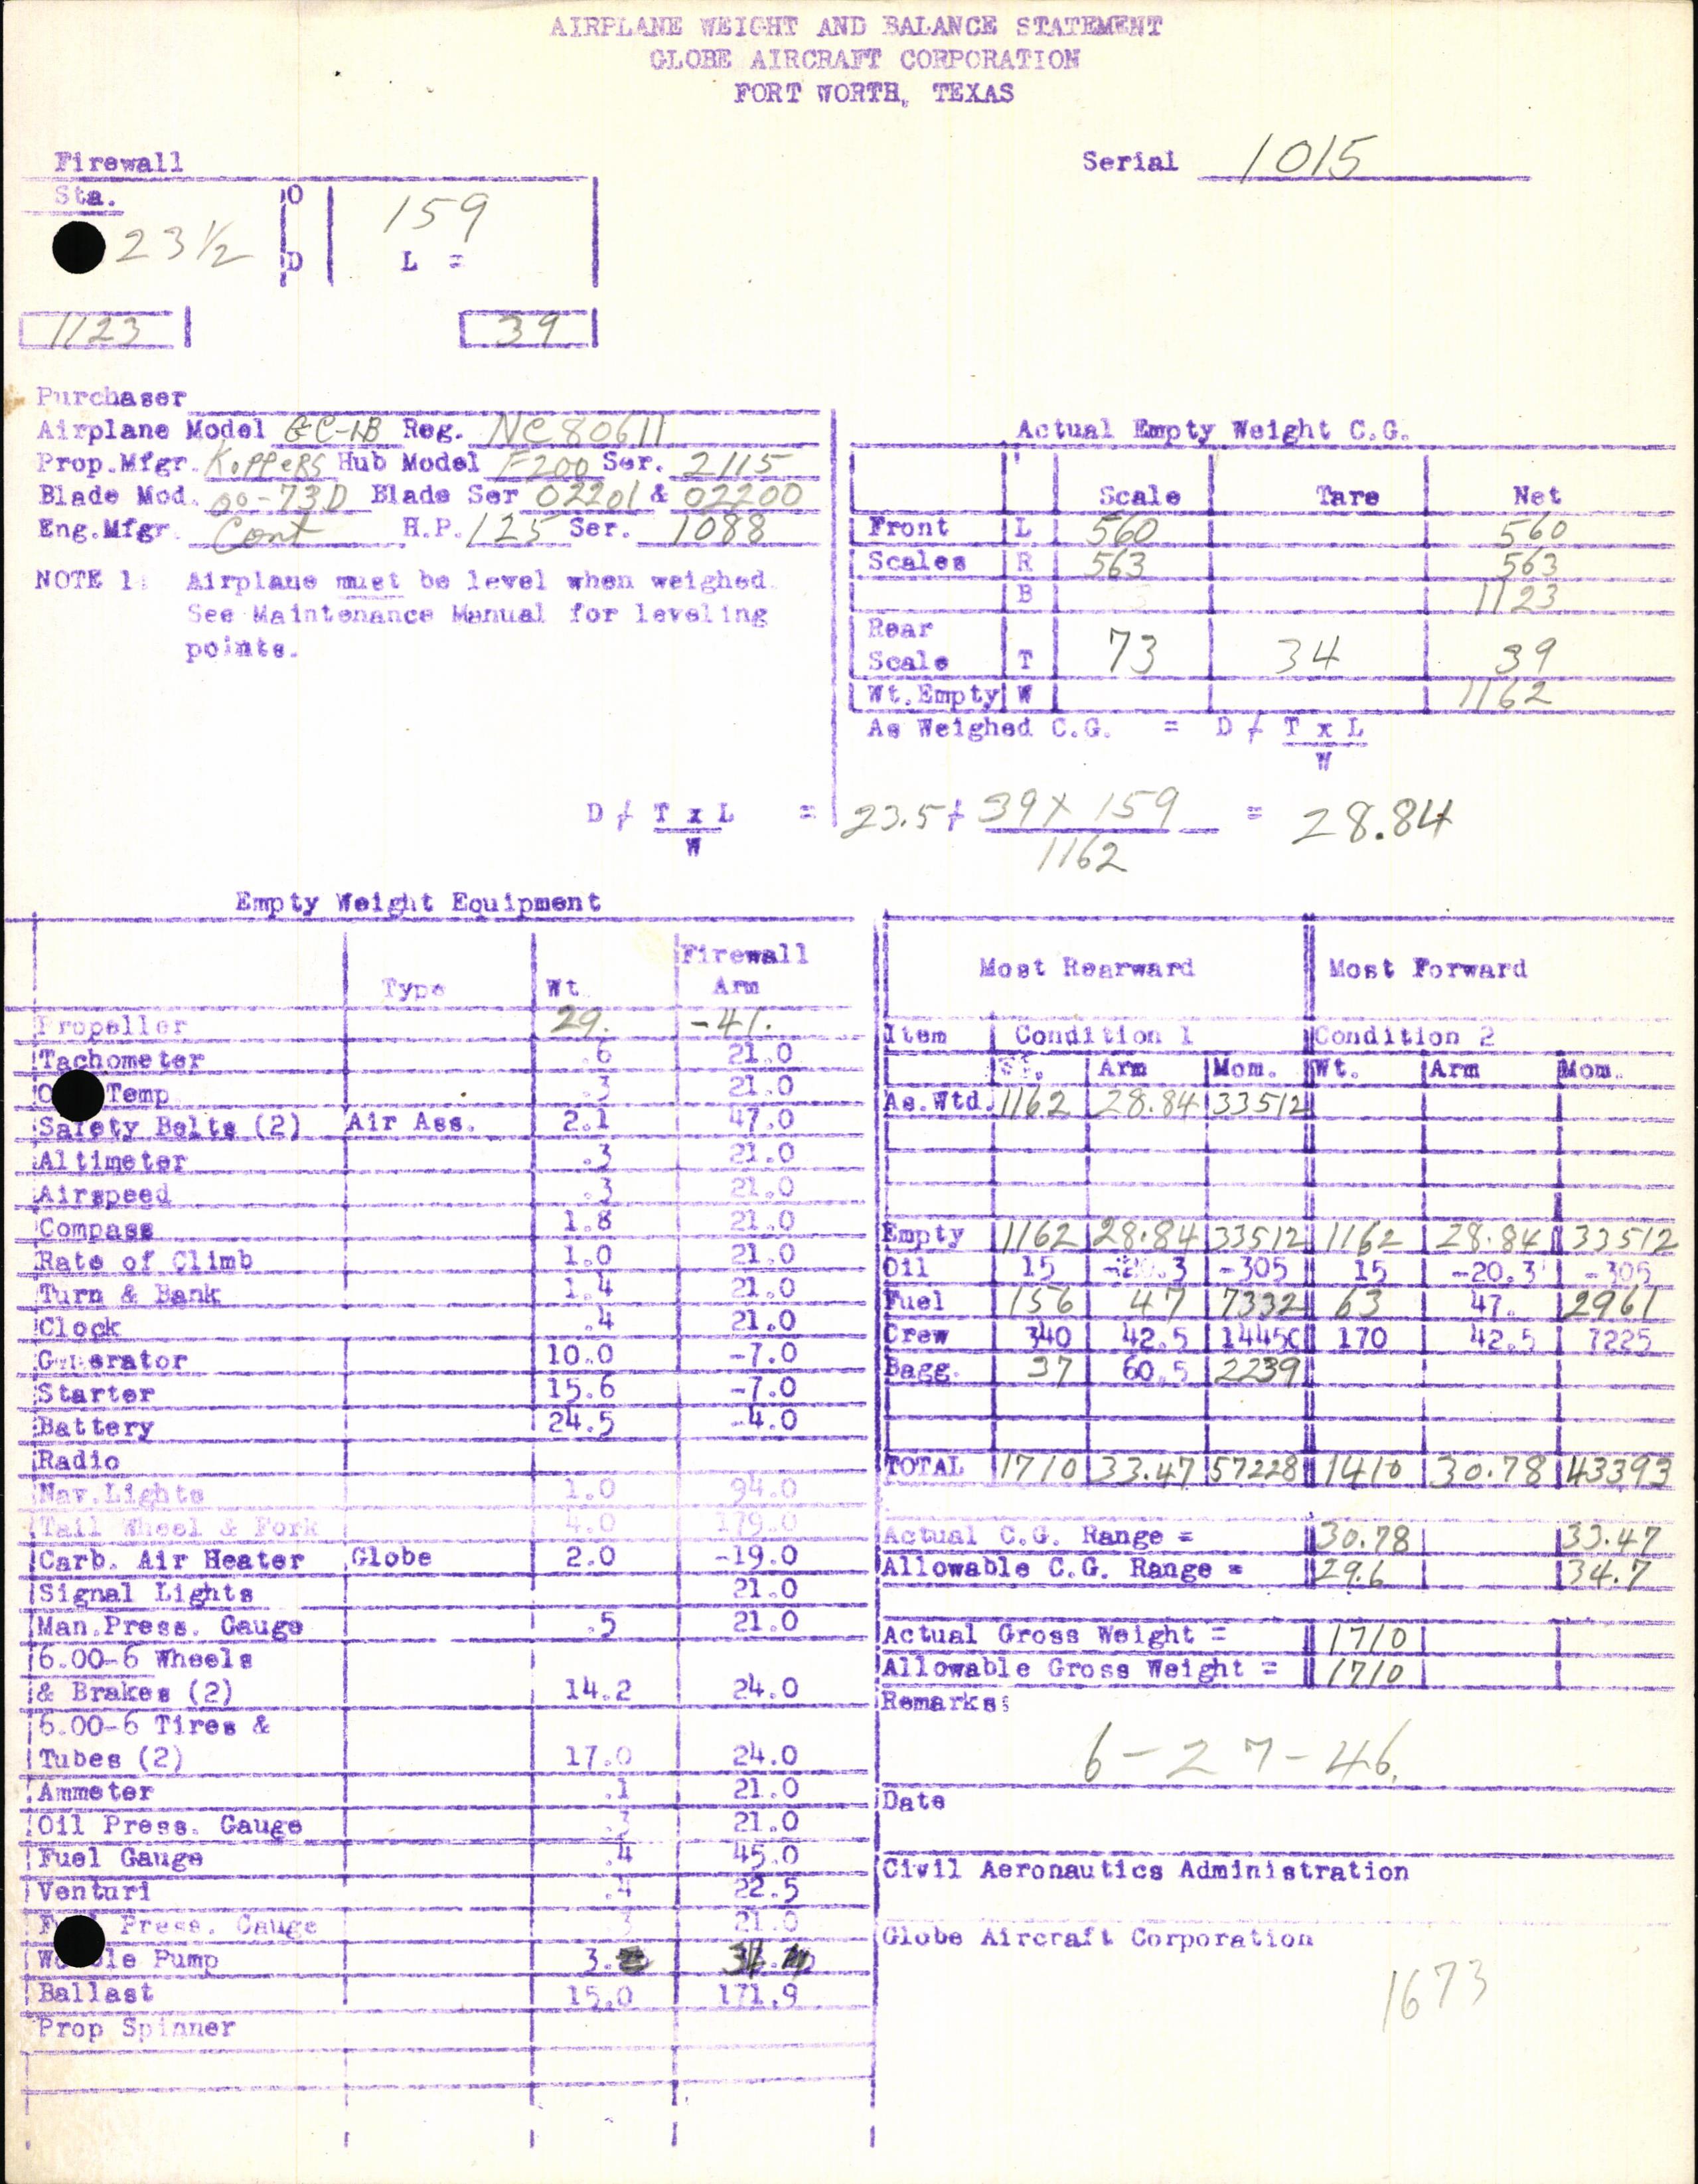 AIRPLANE WEIGHT AND BALANCE STATEMENT
GLOBE AIRCRAFT CORPORATION
FORT WORTH, TEXAS
Serial 1015
Firewall
Sta. O 159
23 1/2 D L =
1123 39
Purchaser
Airplane Model GC-1B Reg. NC80611
Prop.Mfgr. Koppers Hub Model F200 Ser. 2115
Blade Mod. 00-73D Blade Ser 02201 & 02200
Eng.Mfgr. Cont H.P. 125 Ser. 1088
NOTE 1: Airplane must be level when weighed.
See Maintenance Manual for leveling
points.
Actual Empty Weight C.G.
Scale Tare Net
Front L 560 560
Scales R 563 563
B 1123
Rear
Scale T 73 34 39
Wt.Empty W 1162
As Weighed C.G. = D + T x L
W
D + T x L = 23.5 + 39 x 159 = 28.84
W 1162
Empty Weight Equipment
Type Wt. Firewall Arm
Propeller 29. -41.
Tachometer .6 21.0
Temp .3 21.0
Safety Belts (2) Air Ass. 2.1 47.0
Altimeter .3 21.0
Airspeed .3 21.0
Compass 1.8 21.0
Rate of Climb 1.0 21.0
Turn & Bank 1.4 21.0
Clock .4 21.0
Generator 10.0 -7.0
Starter 15.6 -7.0
Battery 24.5 -4.0
Radio
Nav.Lights 1.0 94.0
Tail Wheel & Fork 4.0 179.0
Carb. Air Heater Globe 2.0 -19.0
Signal Lights 21.0
Man.Press. Gauge .5 21.0
6.00-6 Wheels
& Brakes (2) 14.2 24.0
6.00-6 Tires &
Tubes (2) 17.0 24.0
Ammeter .1 21.0
Oil Press. Gauge .3 21.0
Fuel Gauge .4 45.0
Venturi .4 22.5
Press. Gauge .3 21.0
Pump
Ballast 15.0 171.9
Prop Spinner
Most Rearward Most Forward
Item Condition 1 Condition 2
Arm Mom. Wt. Arm Mom.
As.Wtd. 1162 28.84 33512
Empty 1162 28.84 33512 1162 28.84 33512
Oil 15 -20.3 -305 15 -20.3 -305
Fuel 156 47 7332 63 47. 2961
Crew 340 42.5 14450 170 42.5 7225
Bagg. 37 60.5 2239
TOTAL 1710 33.47 57228 1410 30.78 43393
Actual C.G. Range = 30.78 33.47
Allowable C.G. Range = 29.6 34.7
Actual Gross Weight = 1710
Allowable Gross Weight = 1710
Remarks:
6-27-46.
Date
Civil Aeronautics Administration
Globe Aircraft Corporation
1673